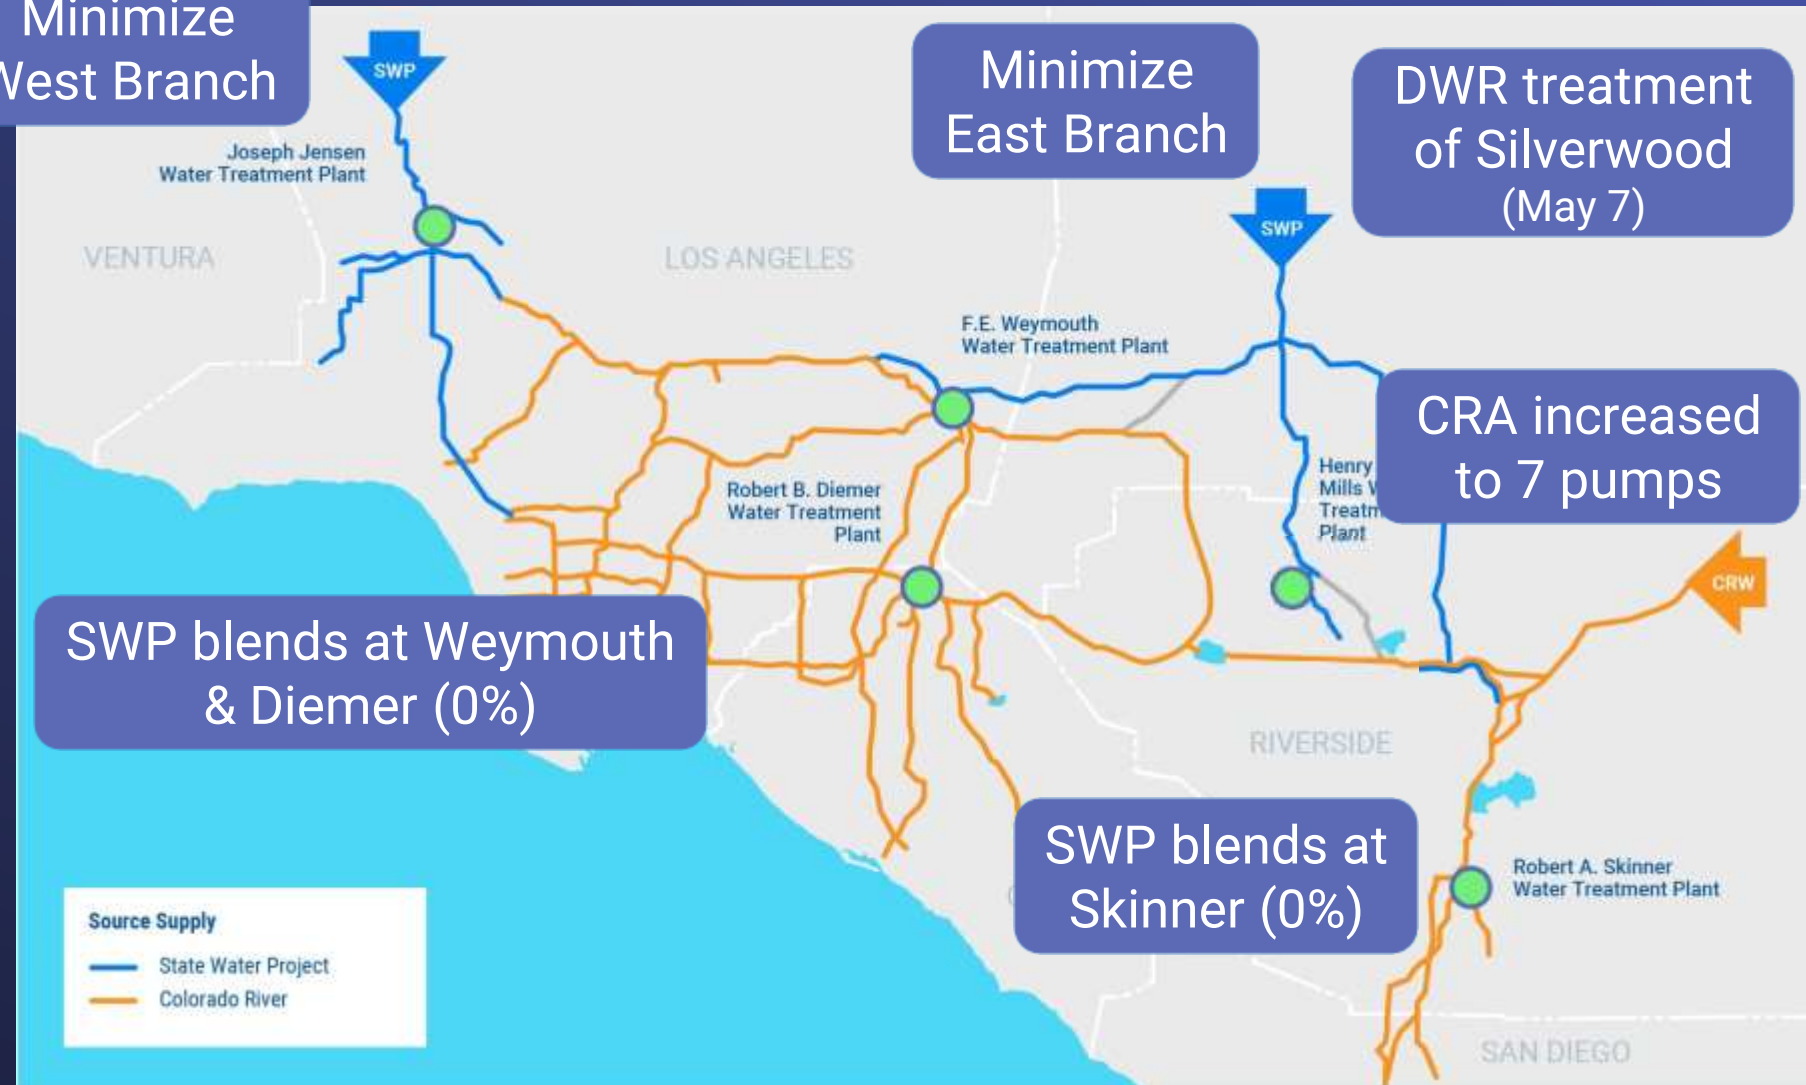 Minimize
West Branch
SWP
Minimize
East Branch
DWR treatment
of Silverwood
(May 7)
Joseph Jensen
Water Treatment Plant
SWP
VENTURA
LOS ANGELES
F.E. Weymouth
Water Treatment Plant
CRA increased
to 7 pumps
Henry
Mills
Treatm
Plant
Robert B. Diemer
Water Treatment
Plant
CRW
SWP blends at Weymouth
& Diemer (0%)
RIVERSIDE
SWP blends at
Skinner (0%)
Robert A. Skinner
Water Treatment Plant
Source Supply
State Water Project
Colorado River
SAN DIEGO